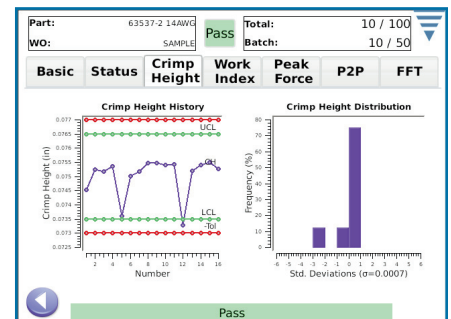 Part: 63537-2 14AWG Pass Total: 10 / 100
WO: SAMPLE Batch: 10 / 50
Basic Status Crimp Height Work Index Peak Force P2P FFT
Crimp Height History
Crimp Height (in)
0.077
0.0765
0.076
0.0755
0.075
0.0745
0.074
0.0735
0.073
0.0725
UCL
CH
LCL
-Tol
2 4 6 8 10 12 14 16
Number
Crimp Height Distribution
Frequency (%)
80
70
60
50
40
30
20
10
0
-6 -5 -4 -3 -2 -1 0 1 2 3 4 5 6
Std. Deviations (σ=0.0007)
Pass